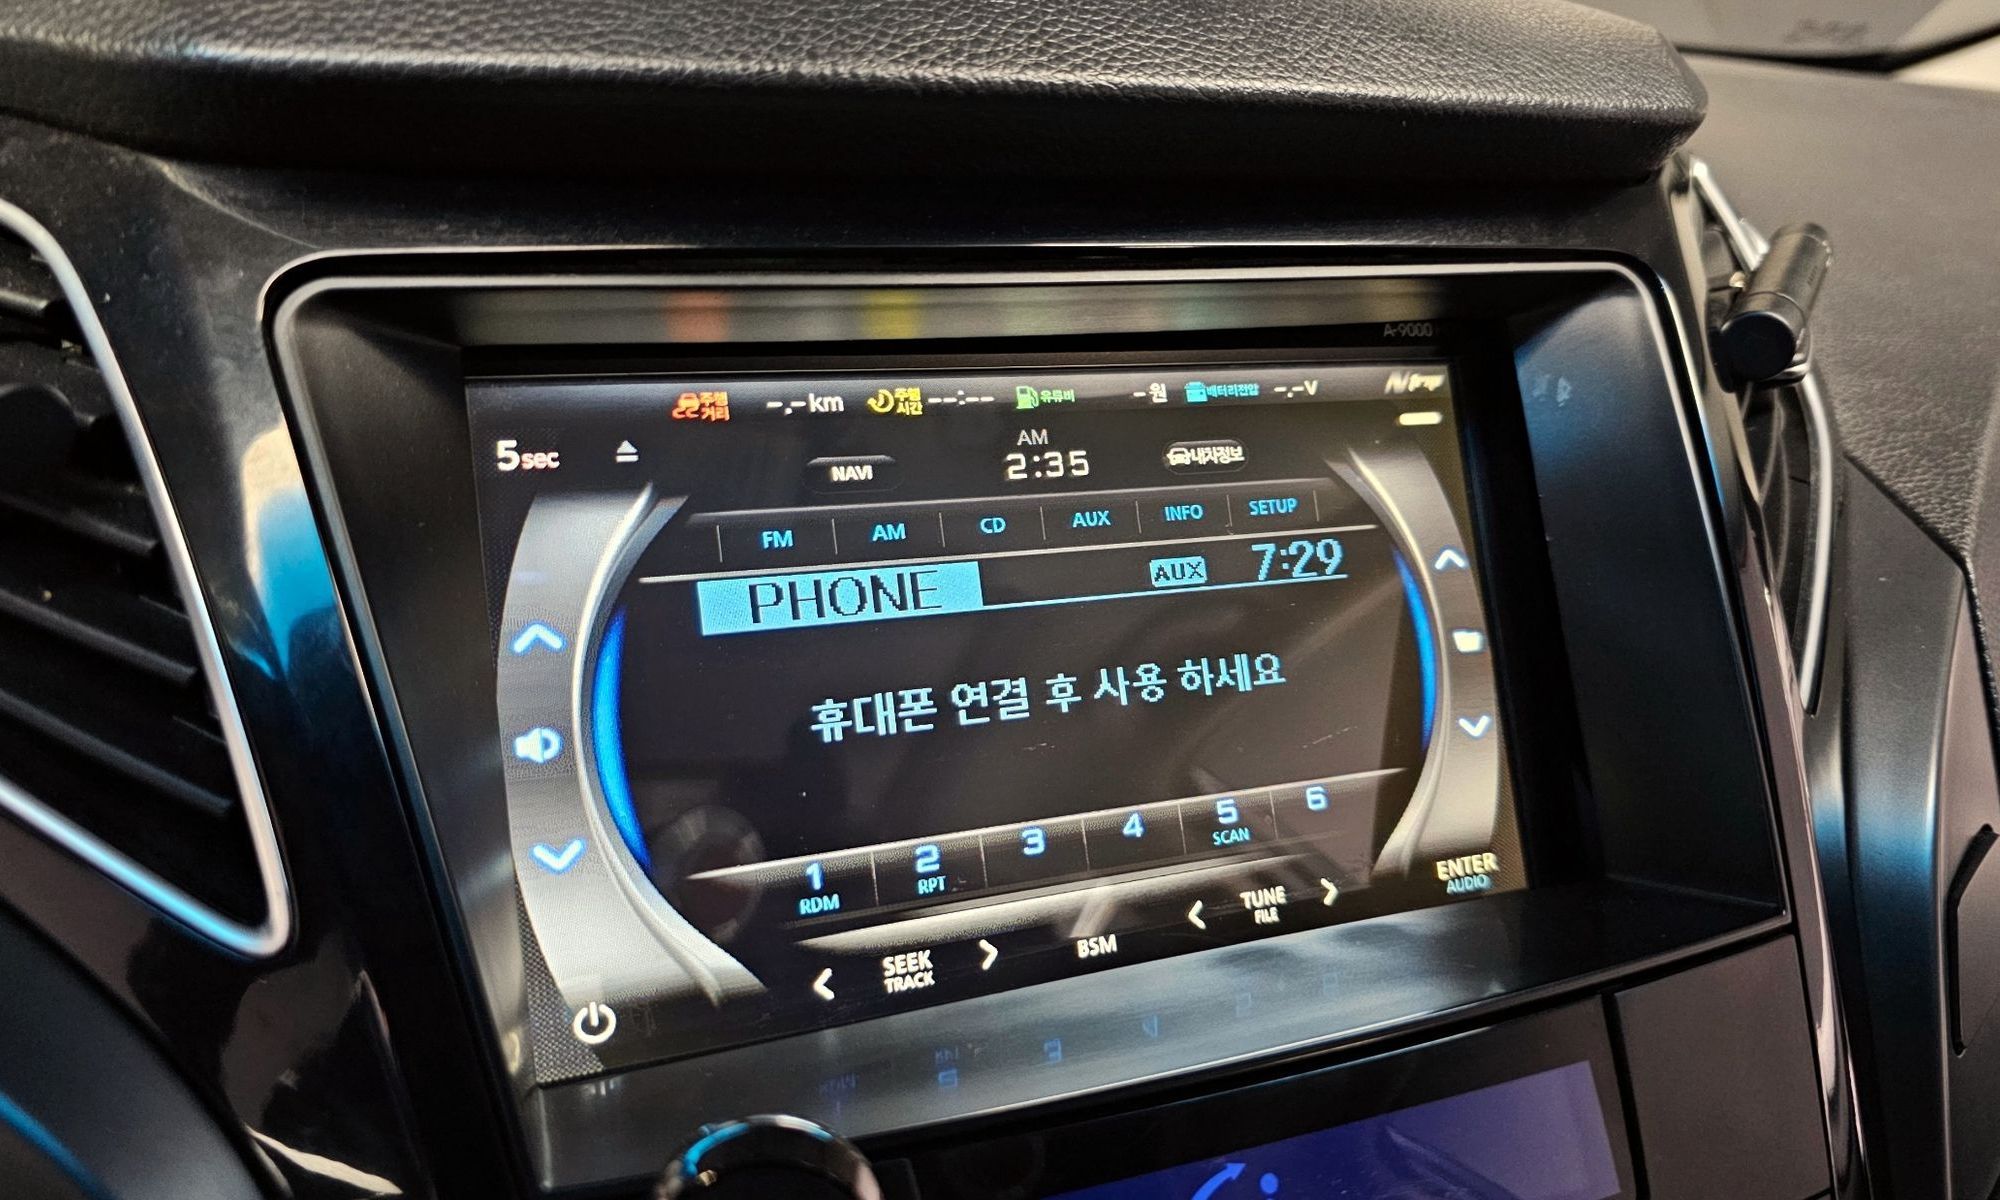 A-9000
주행거리 -.-km 주행시간 --:-- 유류비 -원 배터리전압 -.-V
5sec NAVI AM 2:35 내차정보
FM AM CD AUX INFO SETUP
PHONE AUX 7:29
휴대폰 연결 후 사용 하세요
1 RDM 2 RPT 3 4 5 SCAN 6
SEEK TRACK BSM TUNE FILE ENTER AUDIO